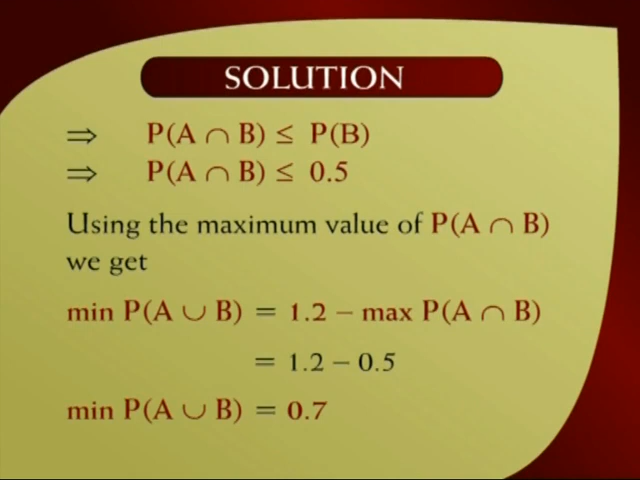 SOLUTION
⇒ P(A ∩ B) ≤ P(B)
⇒ P(A ∩ B) ≤ 0.5
Using the maximum value of P(A ∩ B)
we get
min P(A ∪ B) = 1.2 − max P(A ∩ B)
= 1.2 − 0.5
min P(A ∪ B) = 0.7